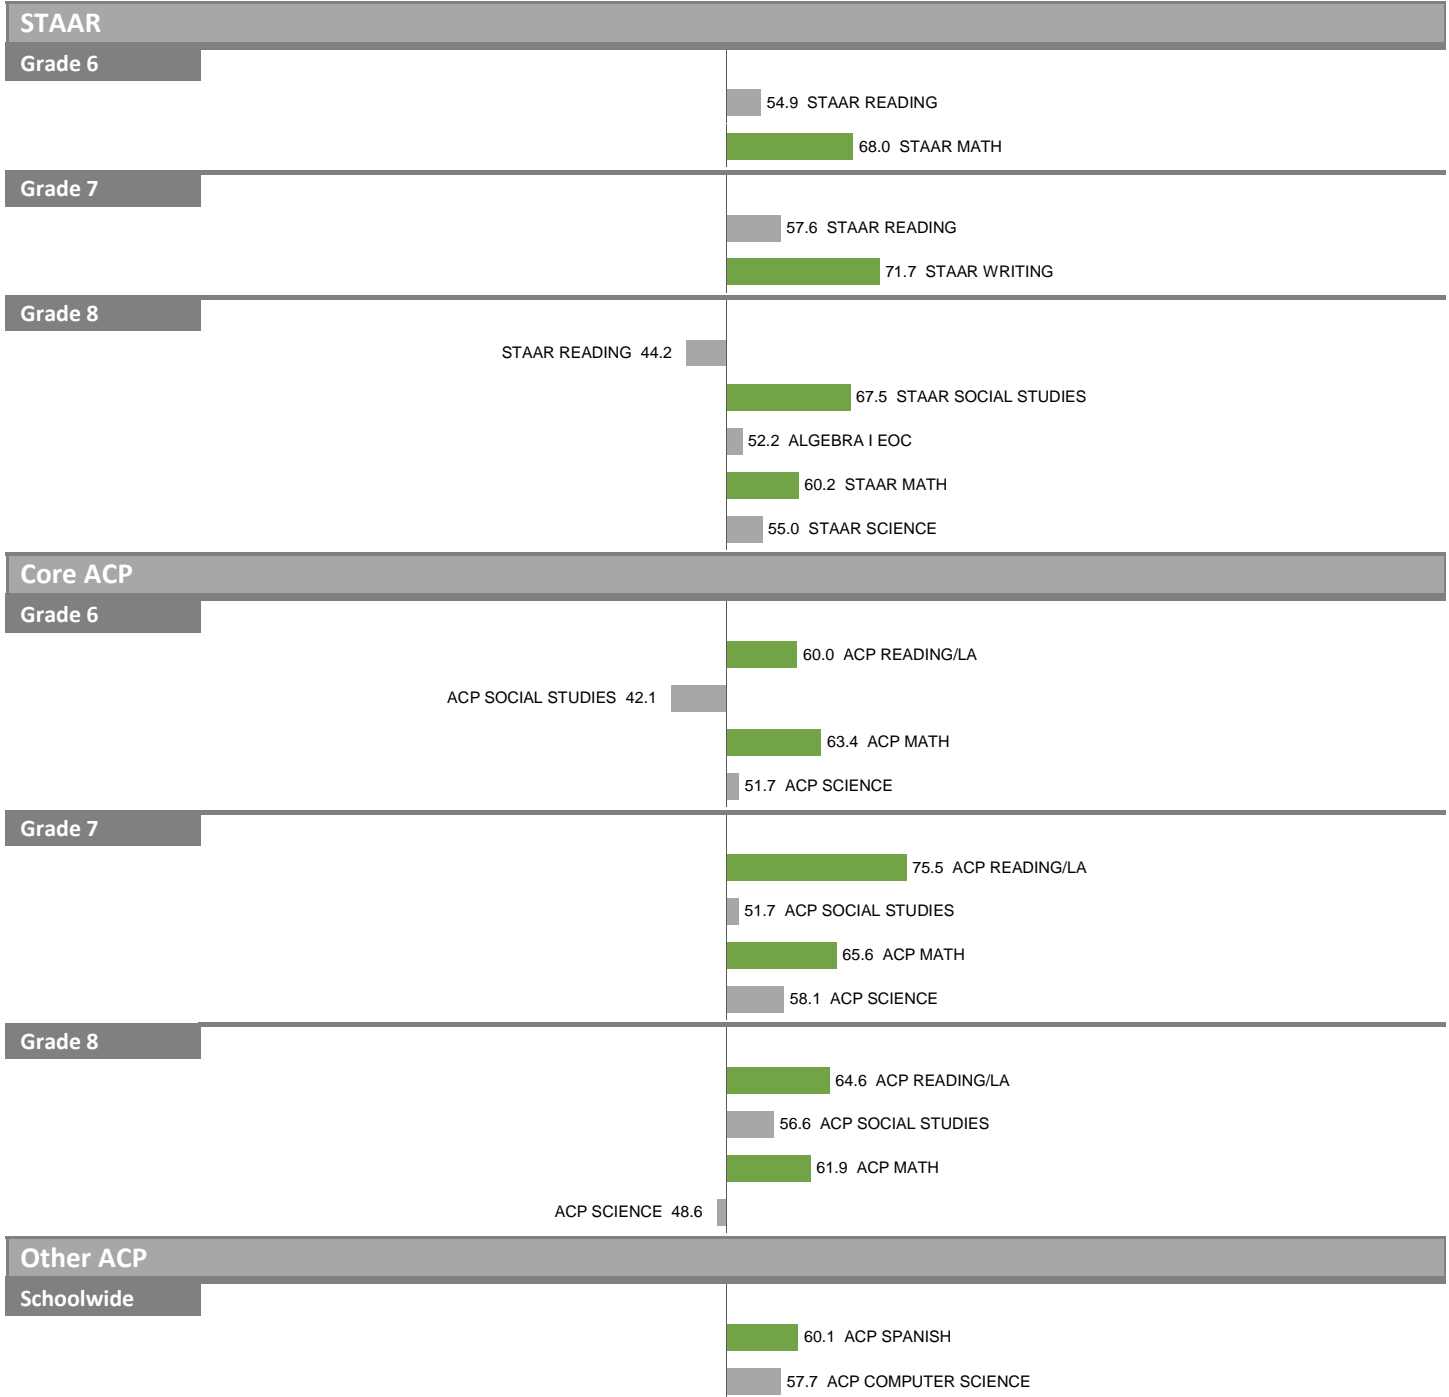 STAAR
Grade 6
54.9 STAAR READING
68.0 STAAR MATH
Grade 7
57.6 STAAR READING
71.7 STAAR WRITING
Grade 8
STAAR READING 44.2
67.5 STAAR SOCIAL STUDIES
52.2 ALGEBRA I EOC
60.2 STAAR MATH
55.0 STAAR SCIENCE
Core ACP
Grade 6
60.0 ACP READING/LA
ACP SOCIAL STUDIES 42.1
63.4 ACP MATH
51.7 ACP SCIENCE
Grade 7
75.5 ACP READING/LA
51.7 ACP SOCIAL STUDIES
65.6 ACP MATH
58.1 ACP SCIENCE
Grade 8
64.6 ACP READING/LA
56.6 ACP SOCIAL STUDIES
61.9 ACP MATH
ACP SCIENCE 48.6
Other ACP
Schoolwide
60.1 ACP SPANISH
57.7 ACP COMPUTER SCIENCE